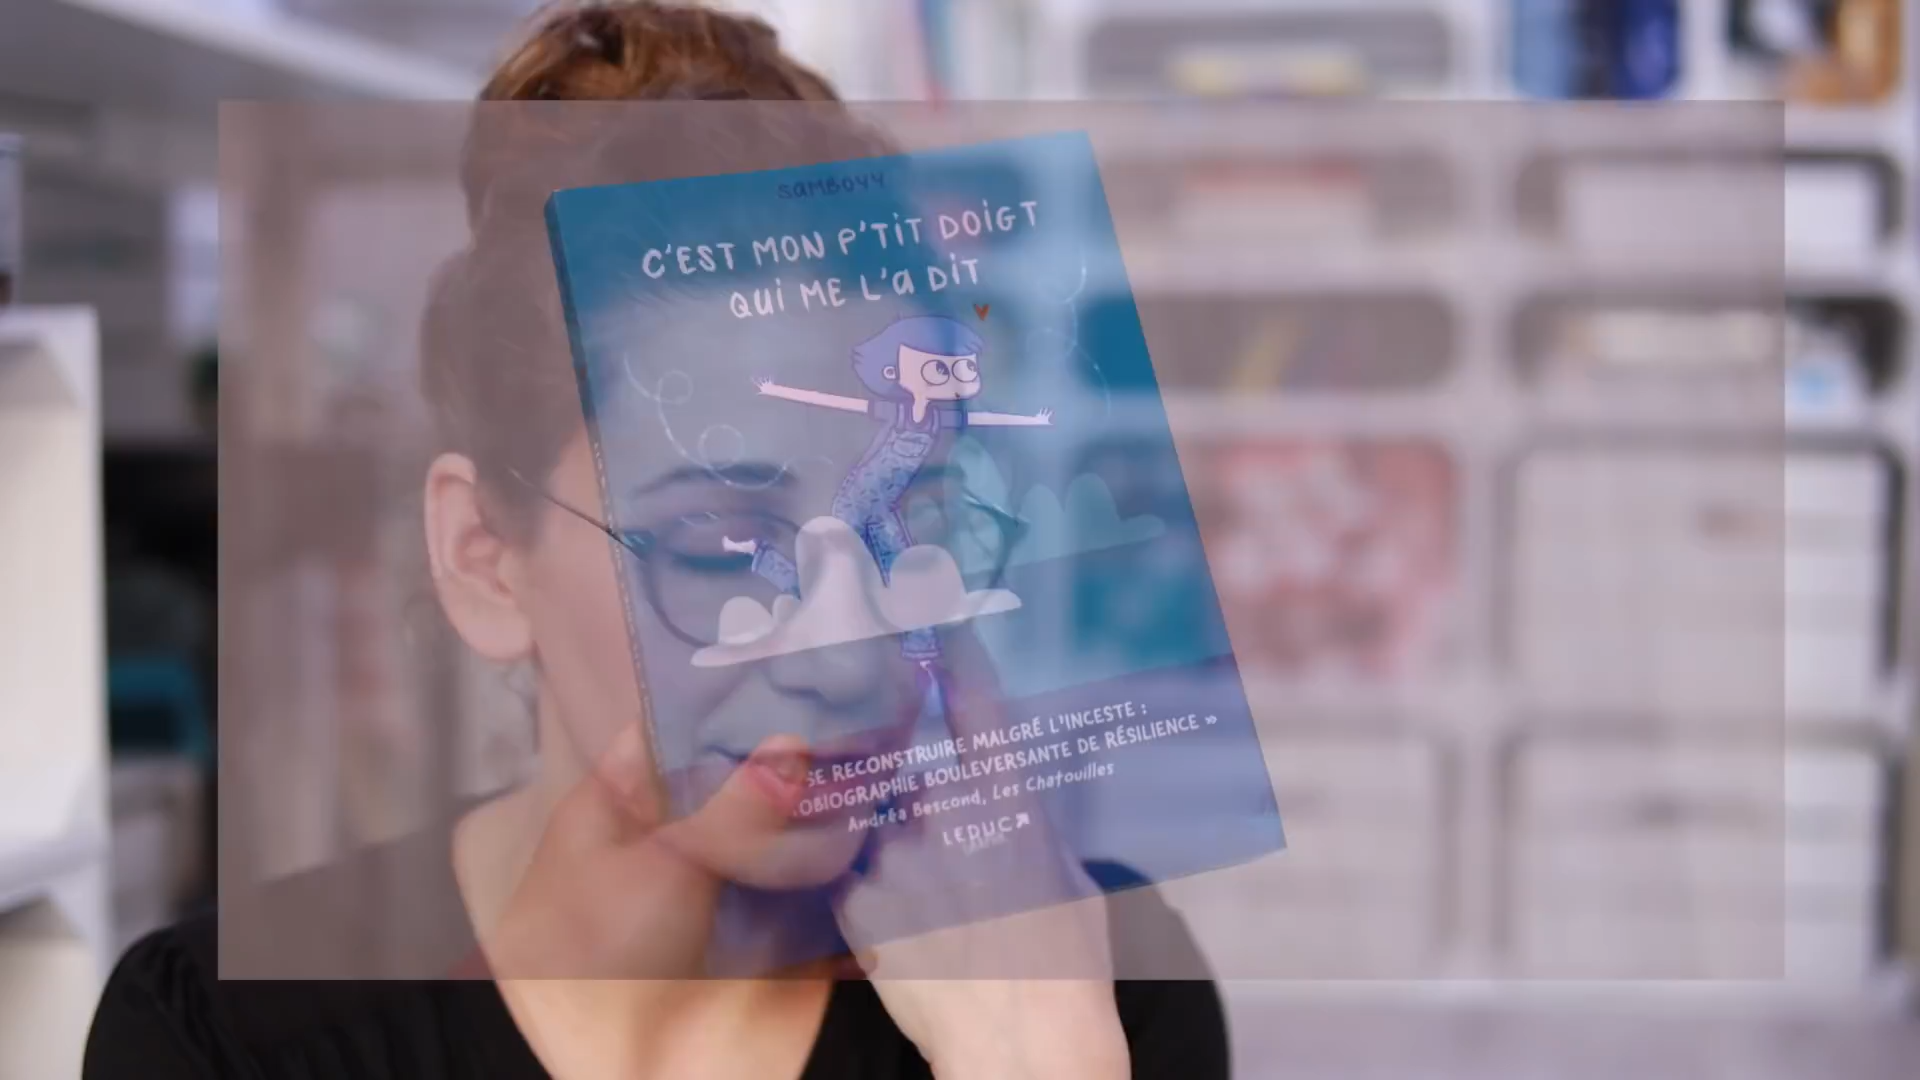 SAMBOYY
C'EST MON P'TIT DOIGT
QUI ME L'A DIT
SE RECONSTRUIRE MALGRÉ L'INCESTE :
OBIOGRAPHIE BOULEVERSANTE DE RÉSILIENCE »
Andréa Bescond, Les Chatouilles
LEDUC